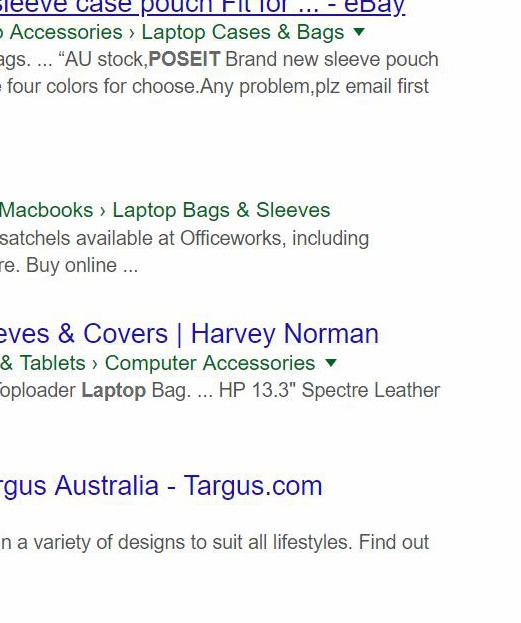 sleeve case pouch Fit for ... - eBay
Accessories › Laptop Cases & Bags
ags. ... “AU stock,POSEIT Brand new sleeve pouch
four colors for choose.Any problem,plz email first
Macbooks › Laptop Bags & Sleeves
satchels available at Officeworks, including
re. Buy online ...
eves & Covers | Harvey Norman
& Tablets › Computer Accessories
Toploader Laptop Bag. ... HP 13.3" Spectre Leather
rgus Australia - Targus.com
n a variety of designs to suit all lifestyles. Find out